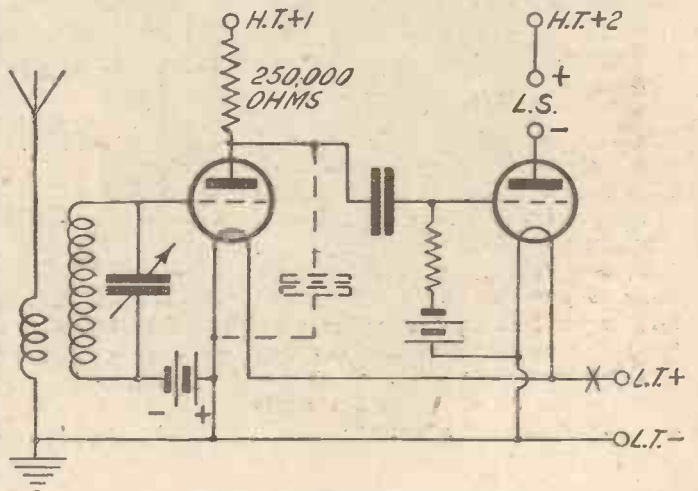 H.T.+1
H.T.+2
250,000
OHMS
+
L.S.
-
L.T.+
- +
X
L.T.-